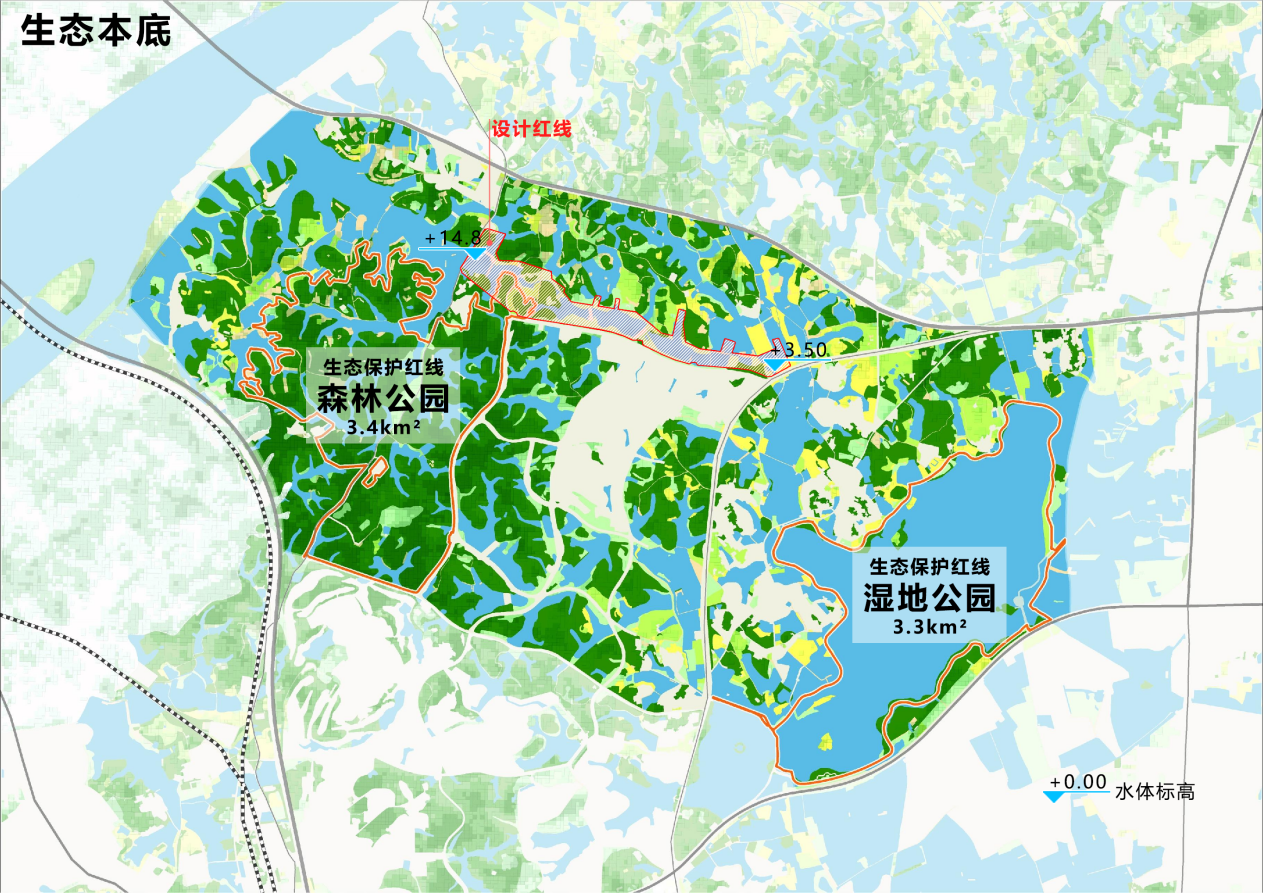 生态本底
设计红线
+14.8
+3.50
生态保护红线
森林公园
3.4km²
生态保护红线
湿地公园
3.3km²
+0.00
水体标高